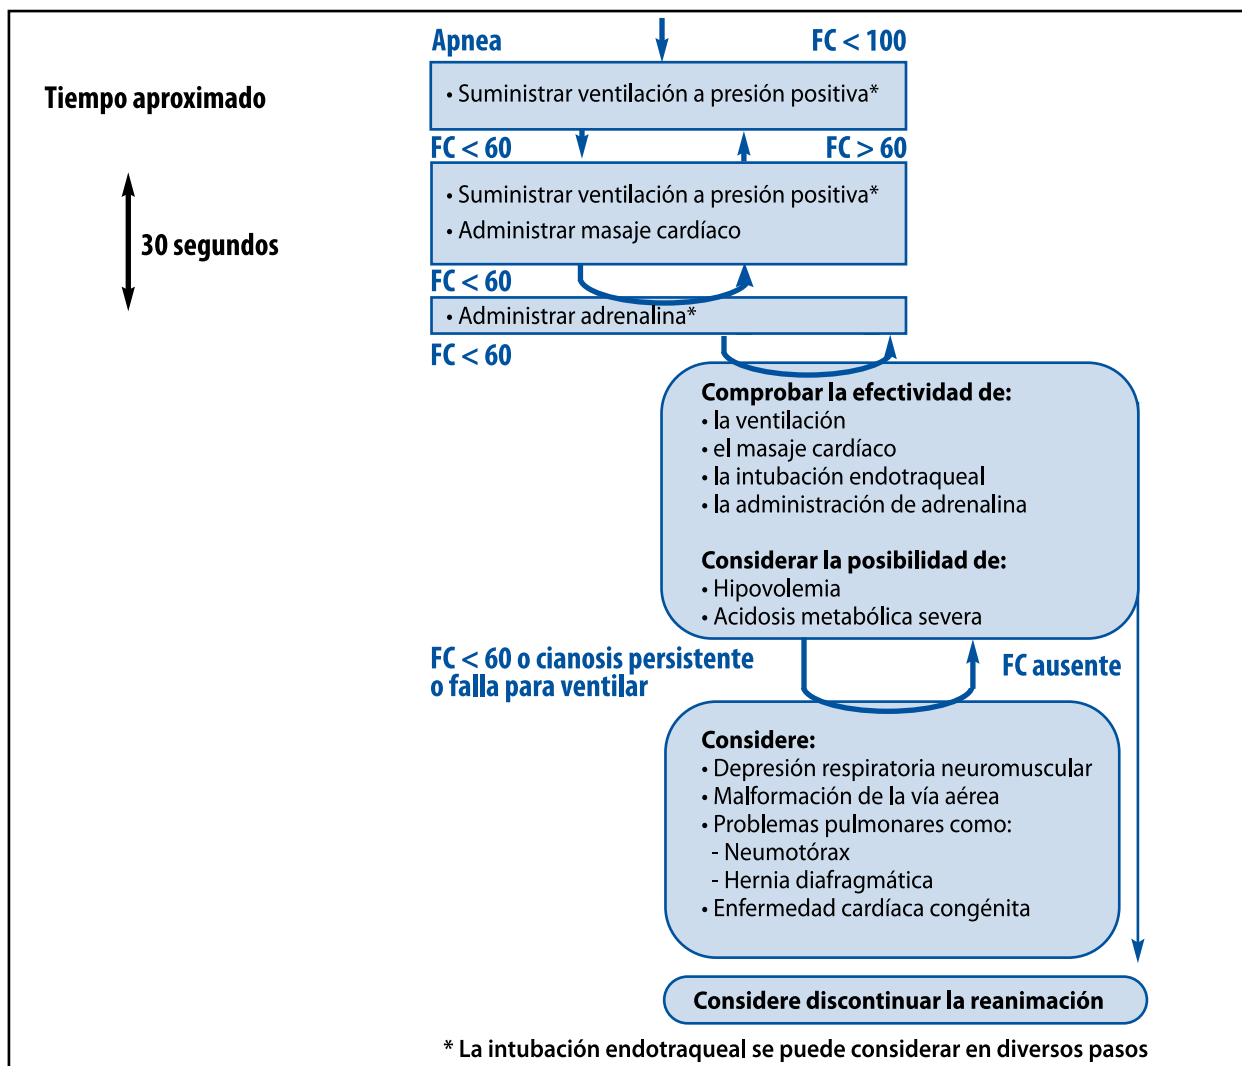 Apnea FC < 100
Tiempo aproximado
• Suministrar ventilación a presión positiva*
FC < 60 FC > 60
• Suministrar ventilación a presión positiva*
• Administrar masaje cardíaco
30 segundos
FC < 60
• Administrar adrenalina*
FC < 60
Comprobar la efectividad de:
• la ventilación
• el masaje cardíaco
• la intubación endotraqueal
• la administración de adrenalina
Considerar la posibilidad de:
• Hipovolemia
• Acidosis metabólica severa
FC < 60 o cianosis persistente
o falla para ventilar
FC ausente
Considere:
• Depresión respiratoria neuromuscular
• Malformación de la vía aérea
• Problemas pulmonares como:
- Neumotórax
- Hernia diafragmática
• Enfermedad cardíaca congénita
Considere discontinuar la reanimación
* La intubación endotraqueal se puede considerar en diversos pasos